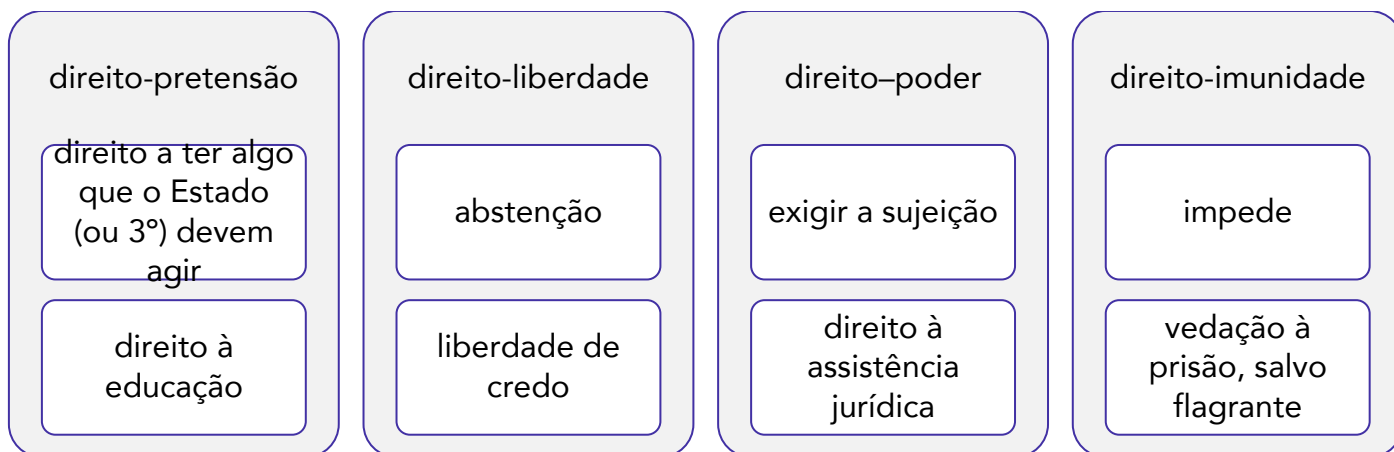 direito-pretensão
direito a ter algo
que o Estado
(ou 3º) devem
agir
direito à
educação
direito-liberdade
abstenção
liberdade de
credo
direito–poder
exigir a sujeição
direito à
assistência
jurídica
direito-imunidade
impede
vedação à
prisão, salvo
flagrante